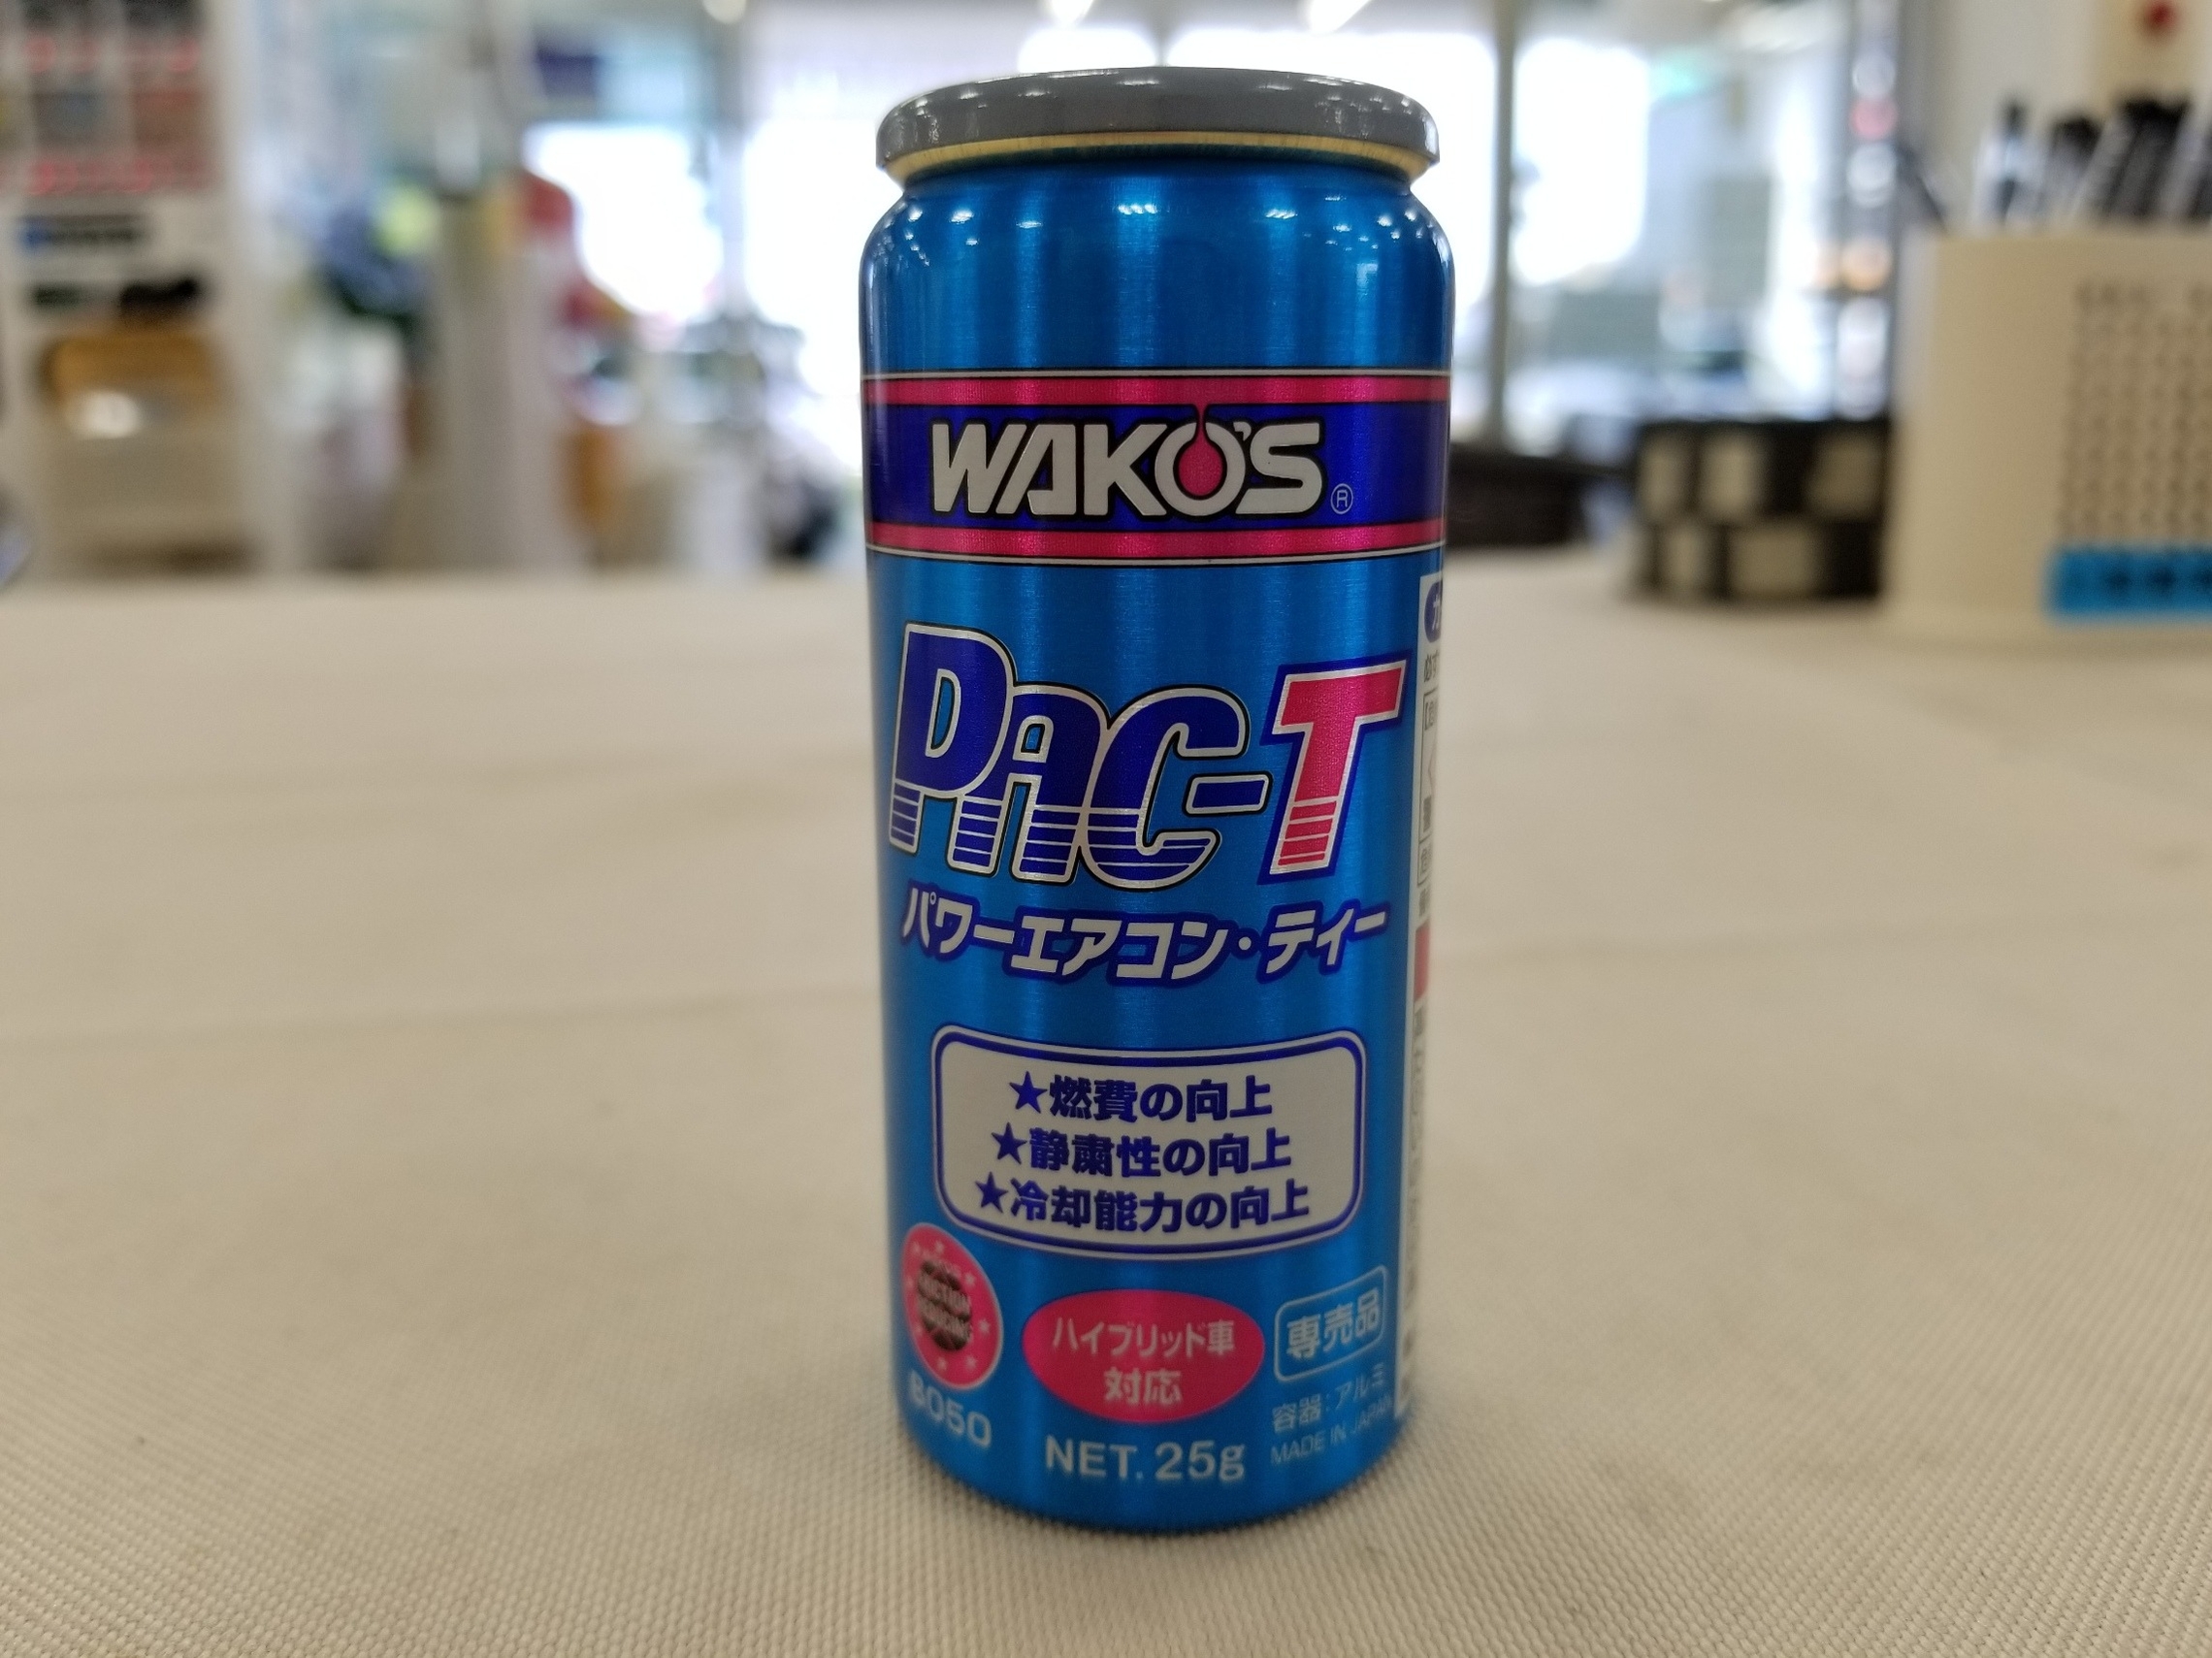 WAKO'S®
PAC-T
パワーエアコン・ティー
★燃費の向上
★静粛性の向上
★冷却能力の向上
ハイブリッド車
対応
専売品
B050
容器:アルミ
MADE IN JAPAN
NET. 25g